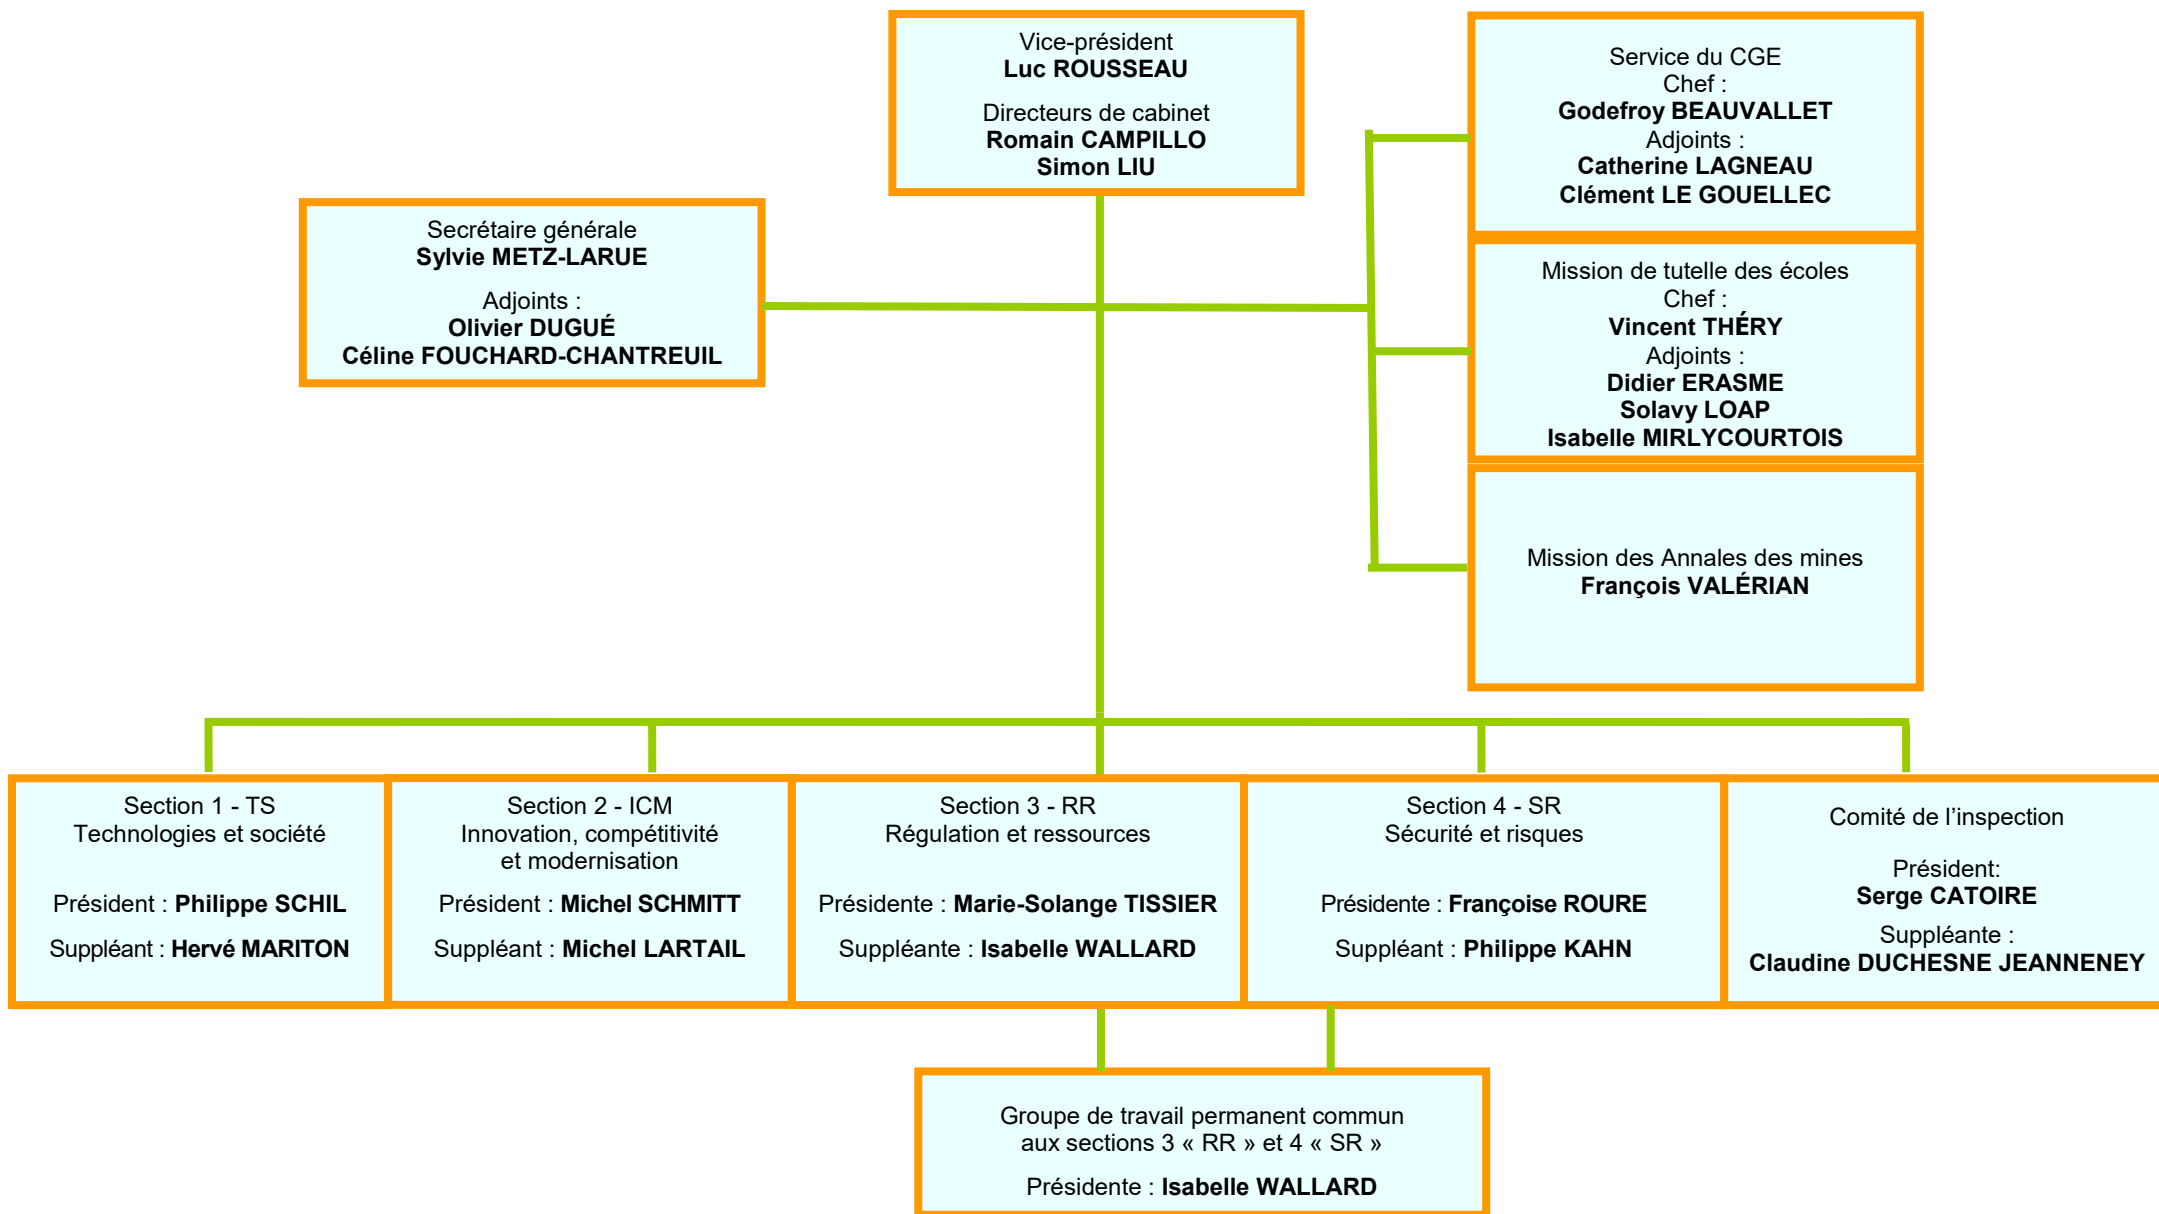 Vice-président
Luc ROUSSEAU
Directeurs de cabinet
Romain CAMPILLO
Simon LIU
Service du CGE
Chef :
Godefroy BEAUVALLET
Adjoints :
Catherine LAGNEAU
Clément LE GOUELLEC
Secrétaire générale
Sylvie METZ-LARUE
Adjoints :
Olivier DUGUÉ
Céline FOUCHARD-CHANTREUIL
Mission de tutelle des écoles
Chef :
Vincent THÉRY
Adjoints :
Didier ERASME
Solavy LOAP
Isabelle MIRLYCOURTOIS
Mission des Annales des mines
François VALÉRIAN
Section 1 - TS
Technologies et société
Président : Philippe SCHIL
Suppléant : Hervé MARITON
Section 2 - ICM
Innovation, compétitivité
et modernisation
Président : Michel SCHMITT
Suppléant : Michel LARTAIL
Section 3 - RR
Régulation et ressources
Présidente : Marie-Solange TISSIER
Suppléante : Isabelle WALLARD
Section 4 - SR
Sécurité et risques
Présidente : Françoise ROURE
Suppléant : Philippe KAHN
Comité de l’inspection
Président:
Serge CATOIRE
Suppléante :
Claudine DUCHESNE JEANNENEY
Groupe de travail permanent commun
aux sections 3 « RR » et 4 « SR »
Présidente : Isabelle WALLARD